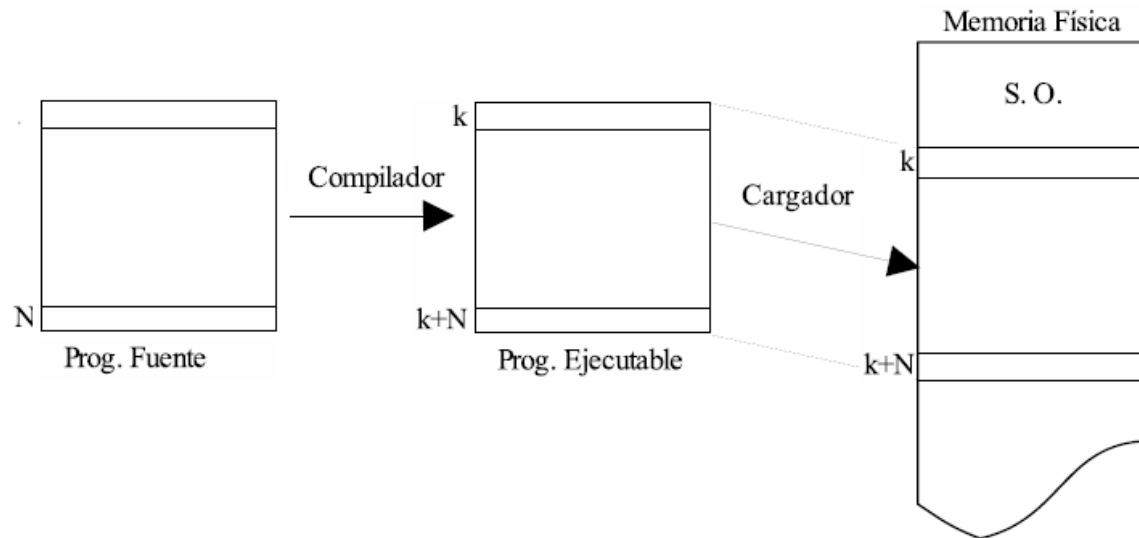 Memoria Física
S. O.
k
k
Compilador
Cargador
N
k+N
Prog. Fuente
Prog. Ejecutable
k+N